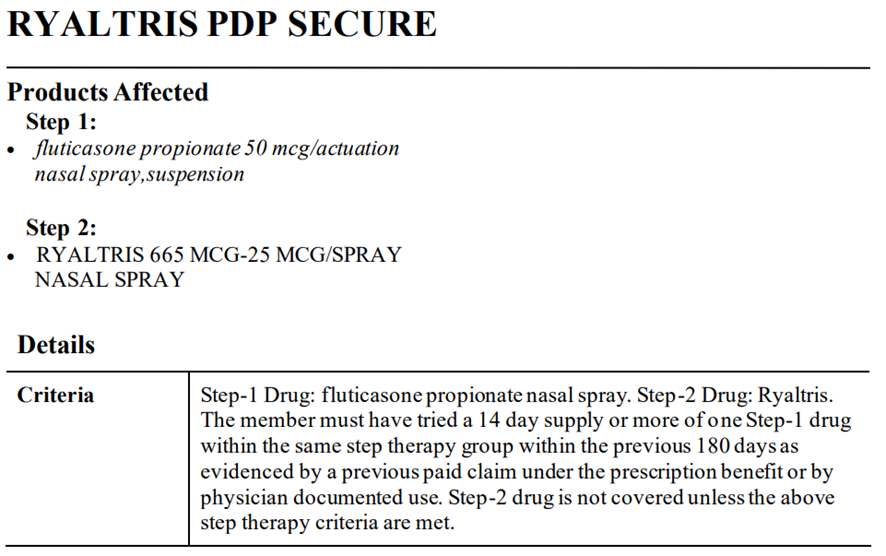 RYALTRIS PDP SECURE
Products Affected
Step 1:
• fluticasone propionate 50 mcg/actuation
nasal spray,suspension
Step 2:
• RYALTRIS 665 MCG-25 MCG/SPRAY
NASAL SPRAY
Details
Criteria
Step-1 Drug: fluticasone propionate nasal spray. Step-2 Drug: Ryaltris.
The member must have tried a 14 day supply or more of one Step-1 drug
within the same step therapy group within the previous 180 days as
evidenced by a previous paid claim under the prescription benefit or by
physician documented use. Step-2 drug is not covered unless the above
step therapy criteria are met.